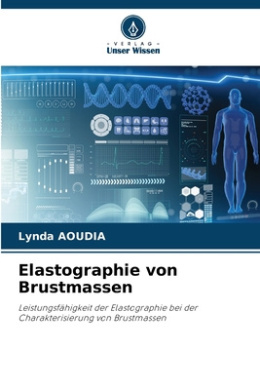 VERLAG
Unser Wissen
Lynda AOUDIA
Elastographie von
Brustmassen
Leistungsfähigkeit der Elastographie bei der
Charakterisierung von Brustmassen